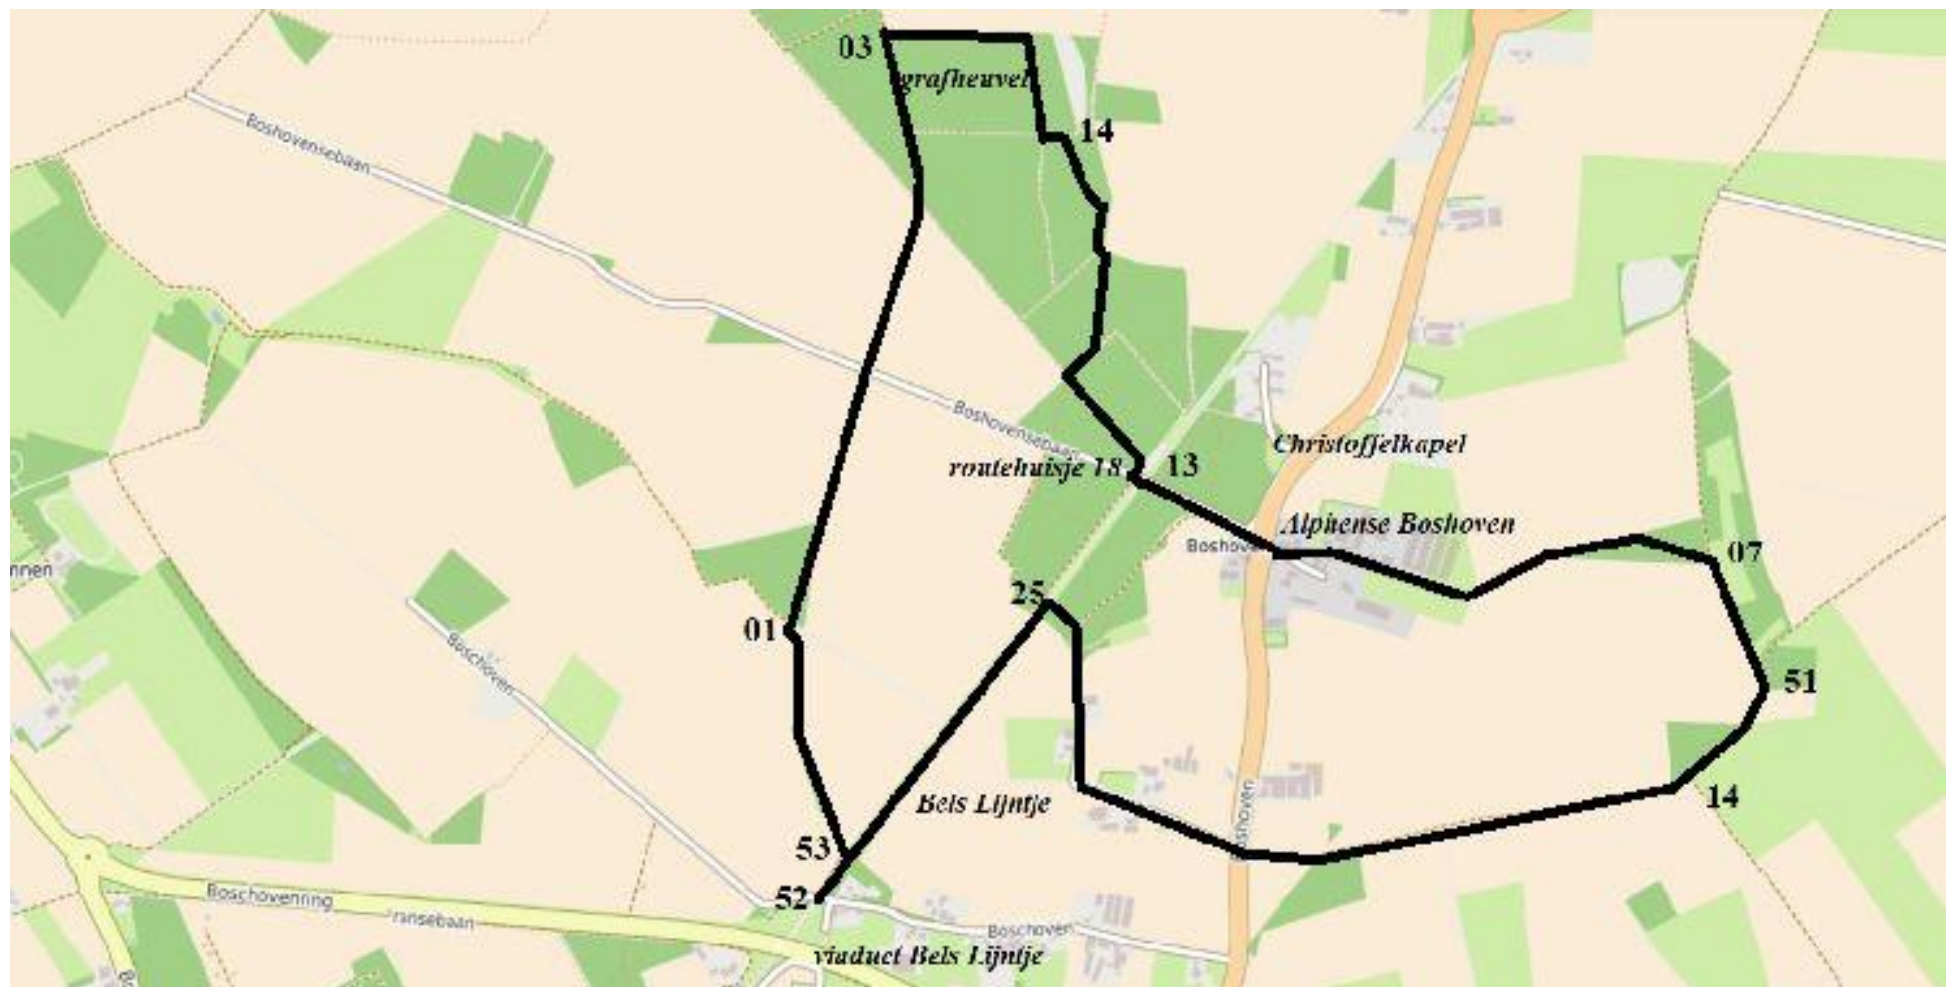 03
grafheuvel
14
Boshovensebaan
Boshovensebaan
Christoffelkapel
routehuisje 18
13
Alphense Boshoven
07
25
01
Boschoven
51
14
Bels Lijntje
53
52
Boschovenring
Boschoven
viaduct Bels Lijntje